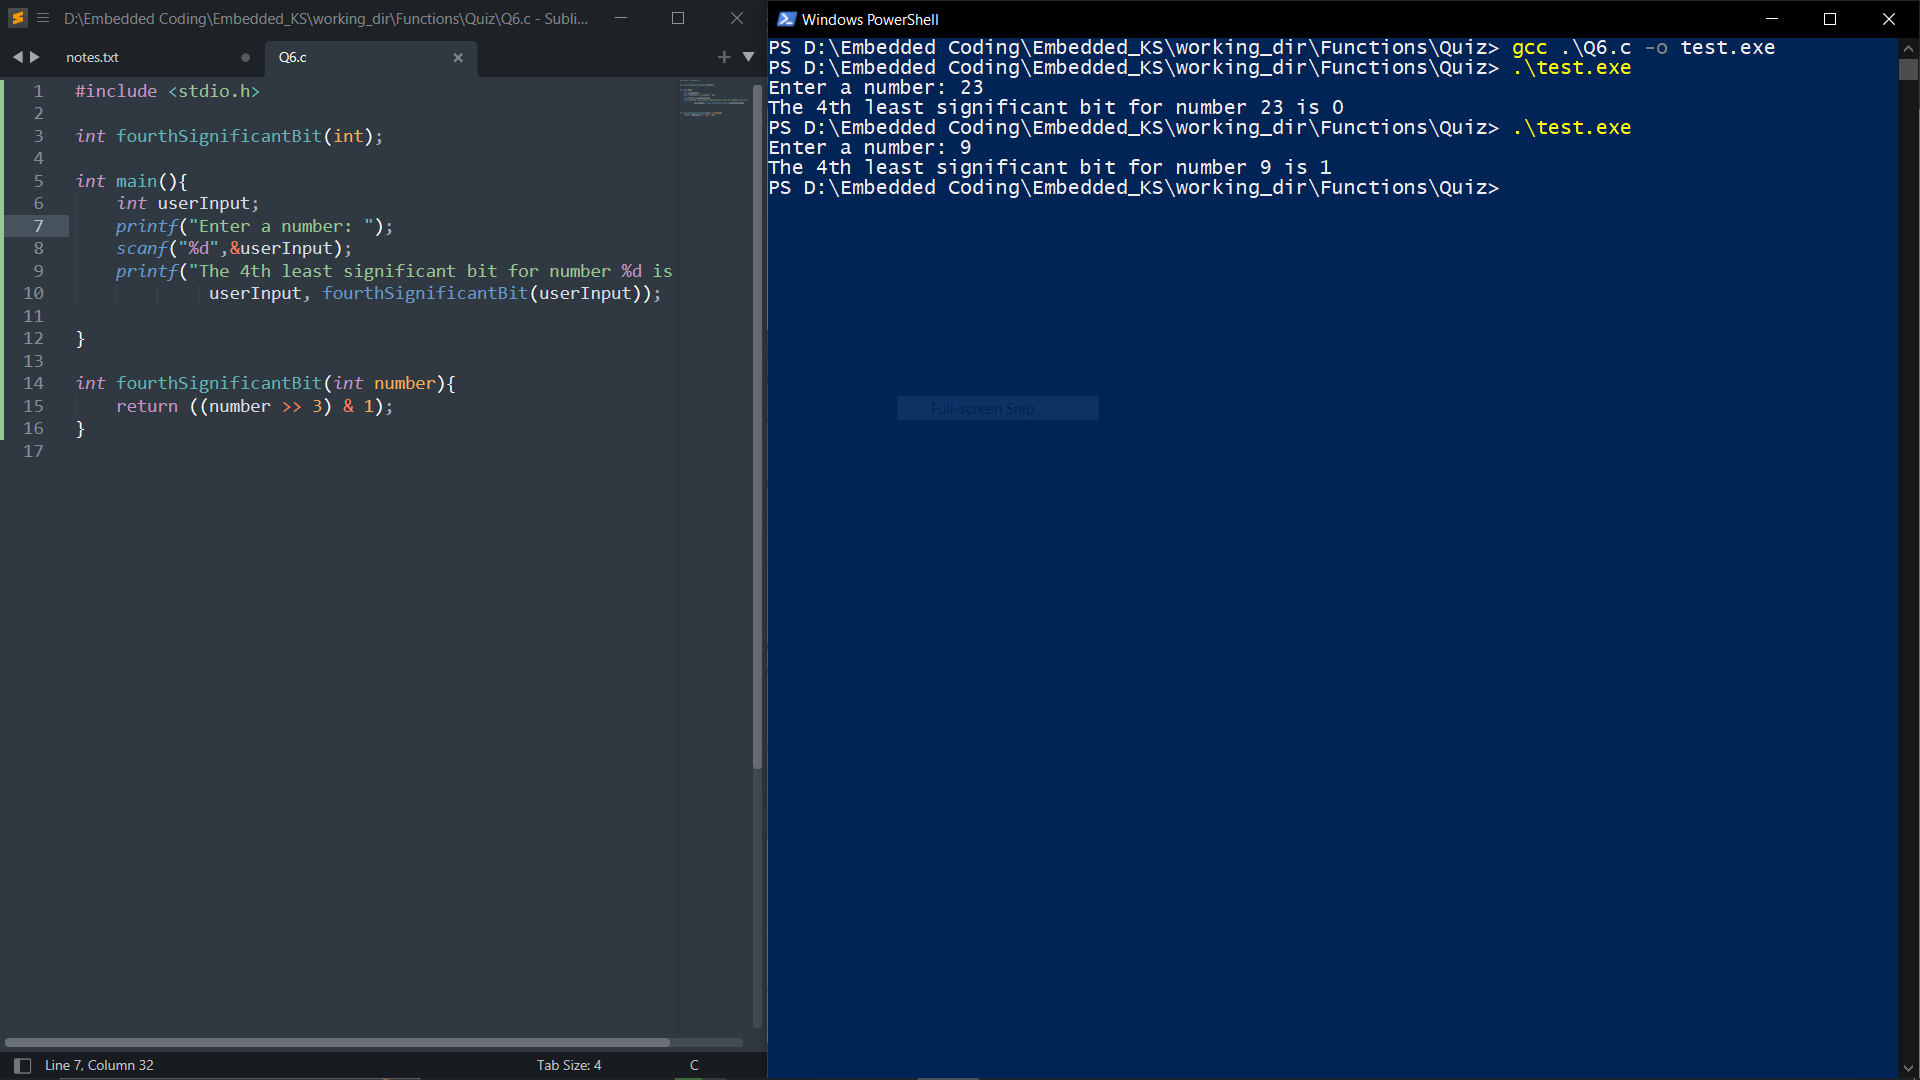 D:\Embedded Coding\Embedded_KS\working_dir\Functions\Quiz\Q6.c - Subli...
notes.txt
Q6.c
1 #include <stdio.h>
2
3 int fourthSignificantBit(int);
4
5 int main(){
6 int userInput;
7 printf("Enter a number: ");
8 scanf("%d",&userInput);
9 printf("The 4th least significant bit for number %d is
10 userInput, fourthSignificantBit(userInput));
11
12 }
13
14 int fourthSignificantBit(int number){
15 return ((number >> 3) & 1);
16 }
17
Line 7, Column 32
Tab Size: 4
C
Windows PowerShell
PS D:\Embedded Coding\Embedded_KS\working_dir\Functions\Quiz> gcc .\Q6.c -o test.exe
PS D:\Embedded Coding\Embedded_KS\working_dir\Functions\Quiz> .\test.exe
Enter a number: 23
The 4th least significant bit for number 23 is 0
PS D:\Embedded Coding\Embedded_KS\working_dir\Functions\Quiz> .\test.exe
Enter a number: 9
The 4th least significant bit for number 9 is 1
PS D:\Embedded Coding\Embedded_KS\working_dir\Functions\Quiz>
Full-screen Snip